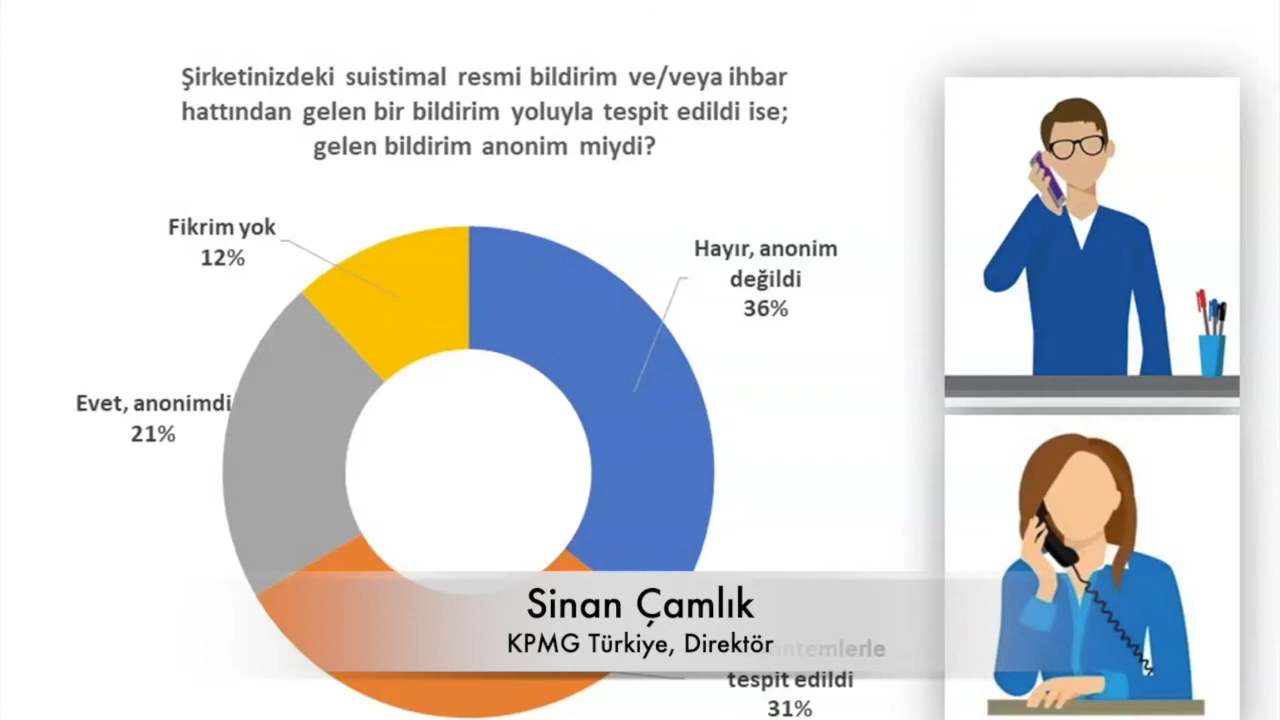 Şirketinizdeki suistimal resmi bildirim ve/veya ihbar
hattından gelen bir bildirim yoluyla tespit edildi ise;
gelen bildirim anonim miydi?
Fikrim yok
12%
Hayır, anonim
değildi
36%
Evet, anonimdi
21%
Sinan Çamlık
KPMG Türkiye, Direktör
tespit edildi
31%